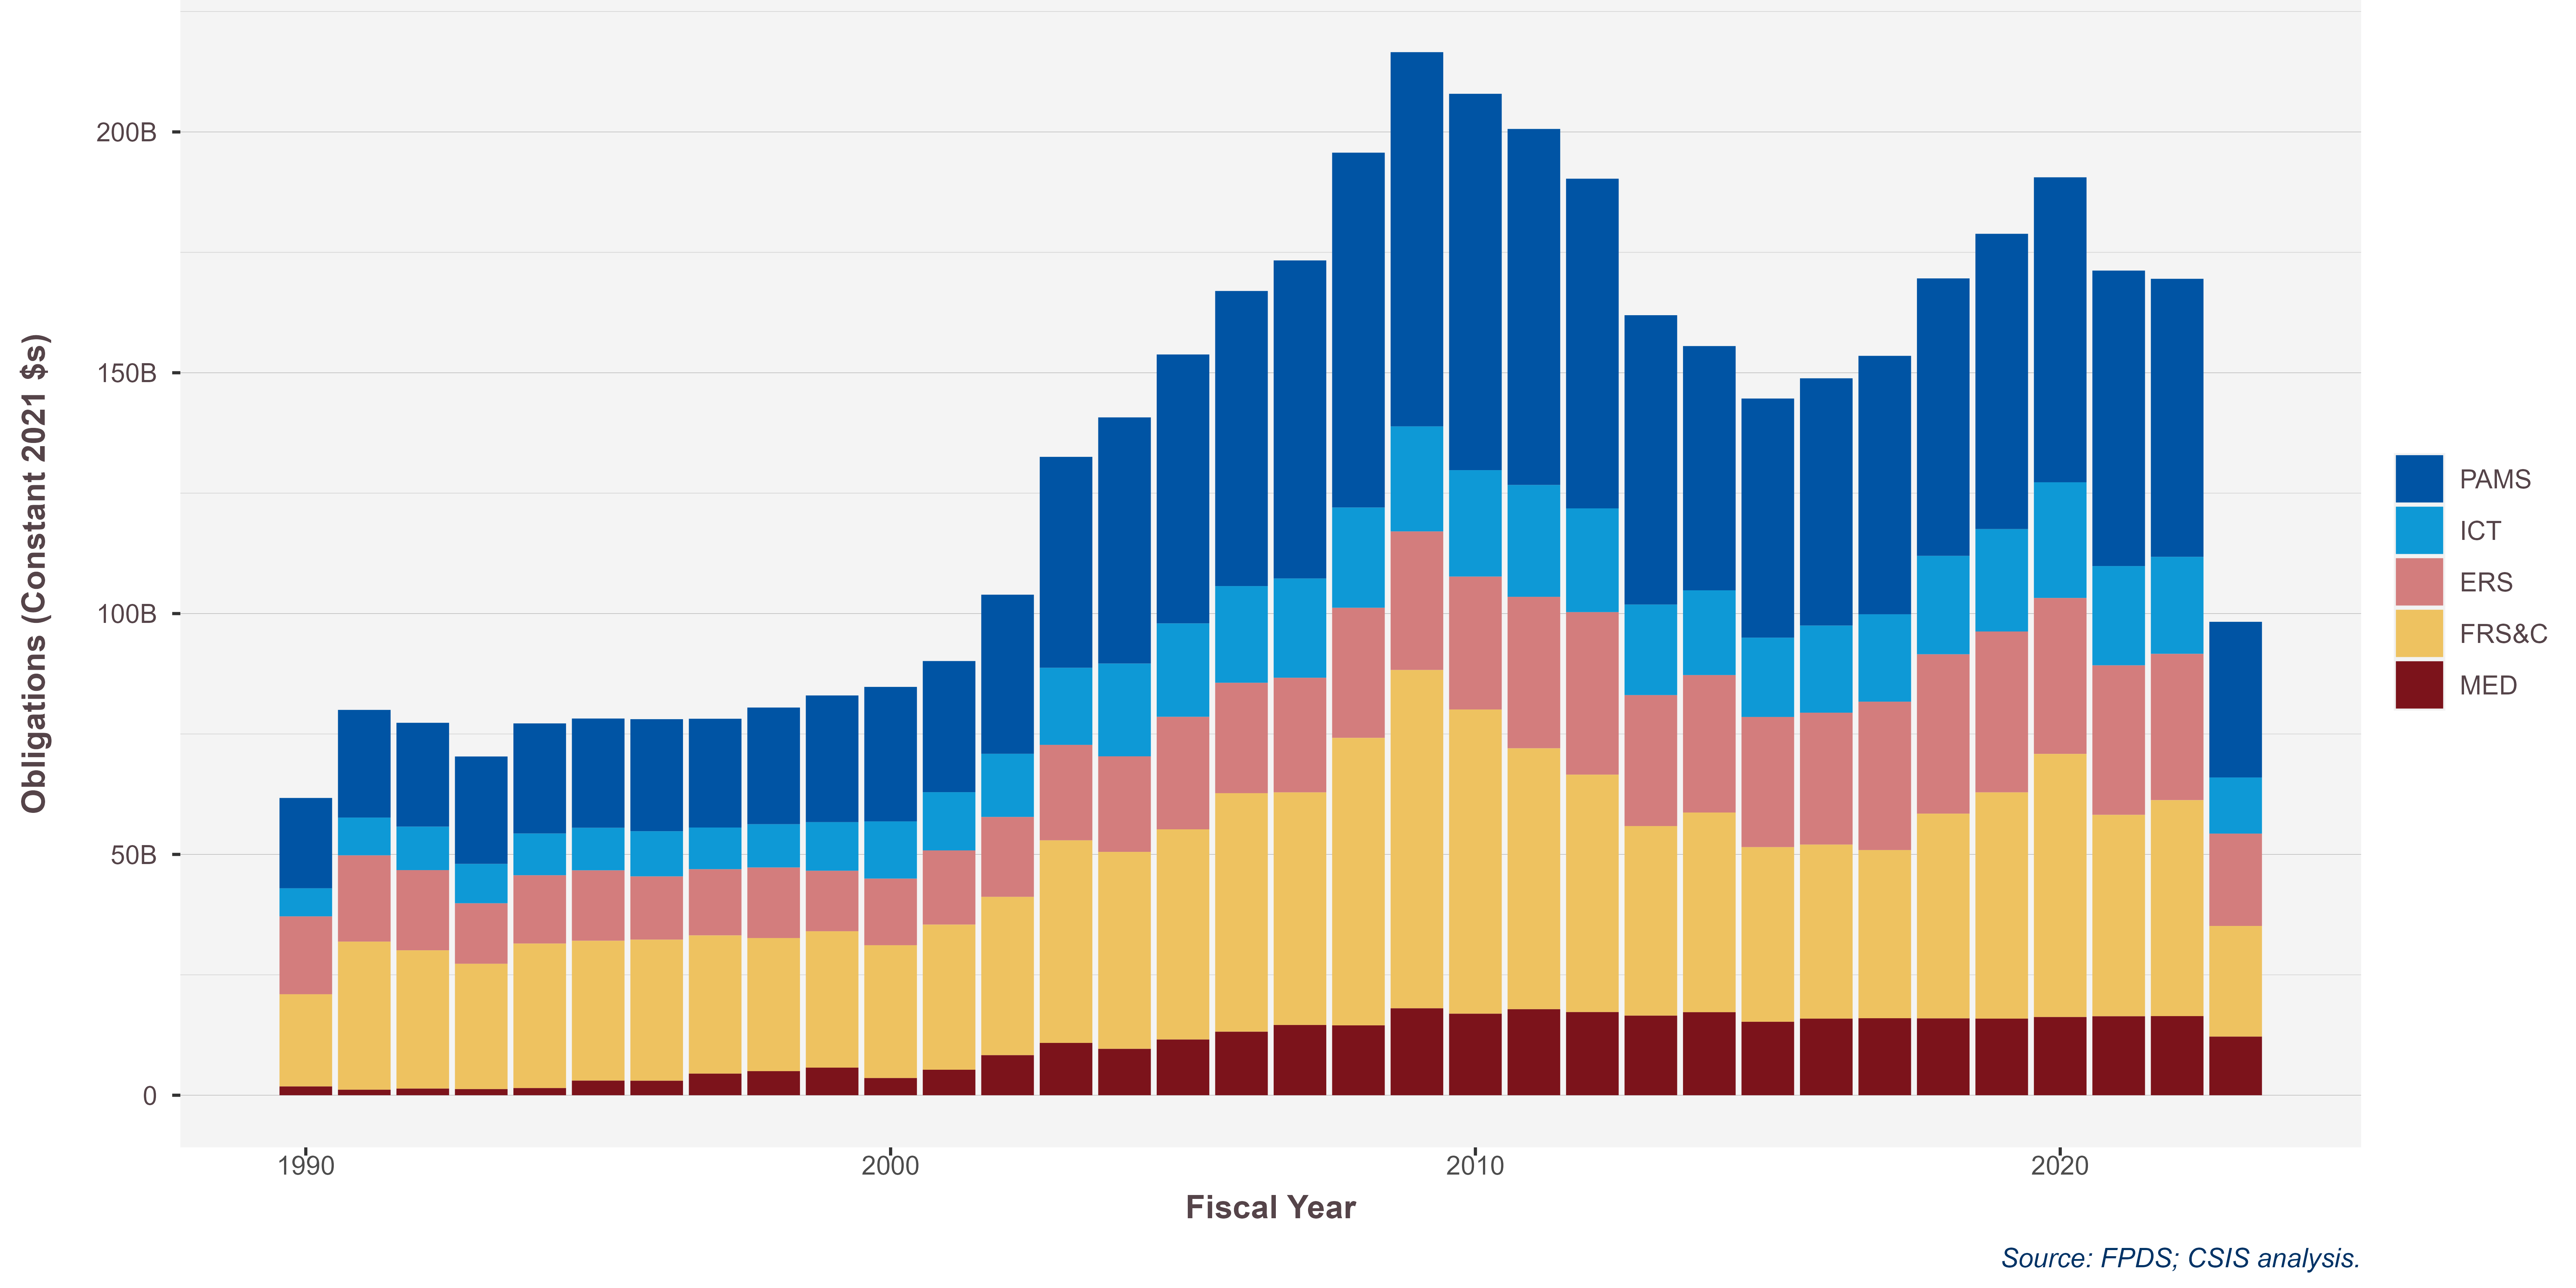 Obligations (Constant 2021 $s)
200B
150B
100B
50B
0
1990
2000
2010
2020
Fiscal Year
PAMS
ICT
ERS
FRS&C
MED
Source: FPDS; CSIS analysis.